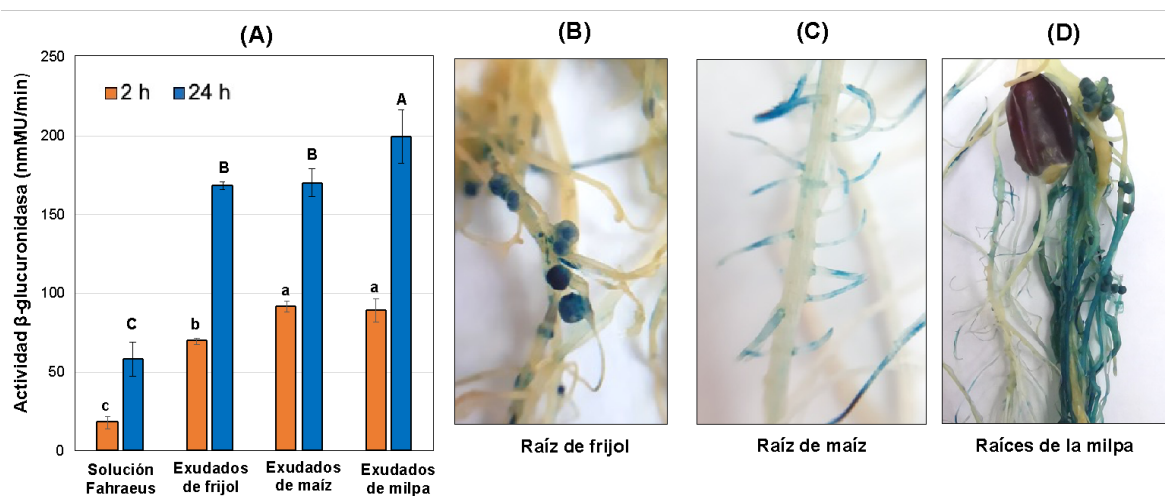 (A)
(B)
(C)
(D)
Actividad β-glucuronidasa (nmMU/min)
250
200
150
100
50
0
2 h
24 h
c
C
b
B
a
B
a
A
Solución
Fahraeus
Exudados
de frijol
Exudados
de maíz
Exudados
de milpa
Raíz de frijol
Raíz de maíz
Raíces de la milpa